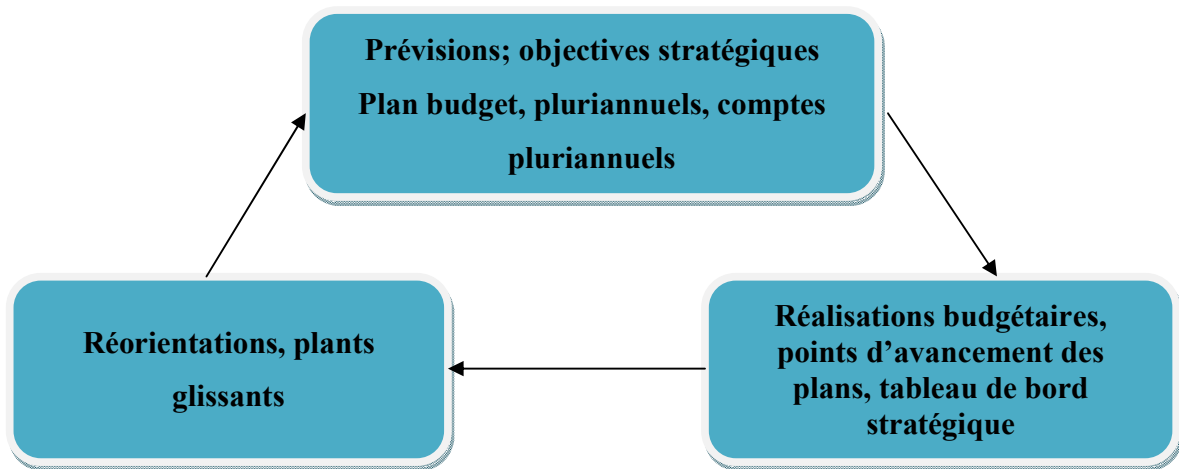 Prévisions; objectives stratégiques
Plan budget, pluriannuels, comptes
pluriannuels
Réorientations, plants
glissants
Réalisations budgétaires,
points d’avancement des
plans, tableau de bord
stratégique